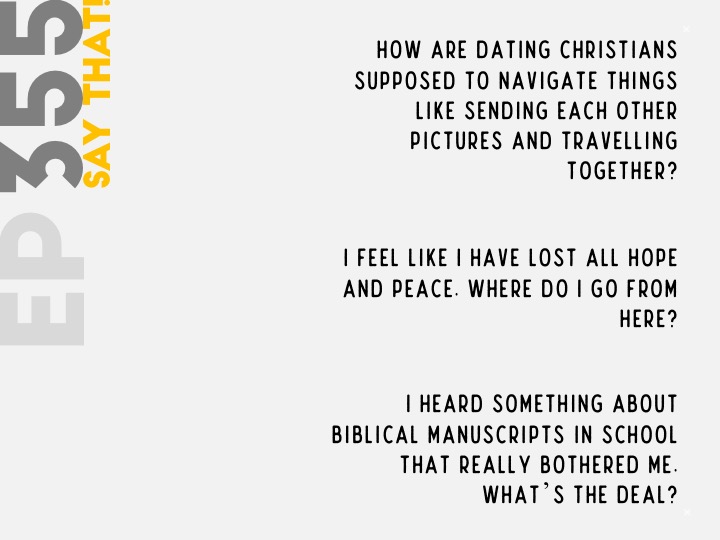 EP 355
SAY THAT!
HOW ARE DATING CHRISTIANS
SUPPOSED TO NAVIGATE THINGS
LIKE SENDING EACH OTHER
PICTURES AND TRAVELLING
TOGETHER?
I FEEL LIKE I HAVE LOST ALL HOPE
AND PEACE. WHERE DO I GO FROM
HERE?
I HEARD SOMETHING ABOUT
BIBLICAL MANUSCRIPTS IN SCHOOL
THAT REALLY BOTHERED ME.
WHAT'S THE DEAL?